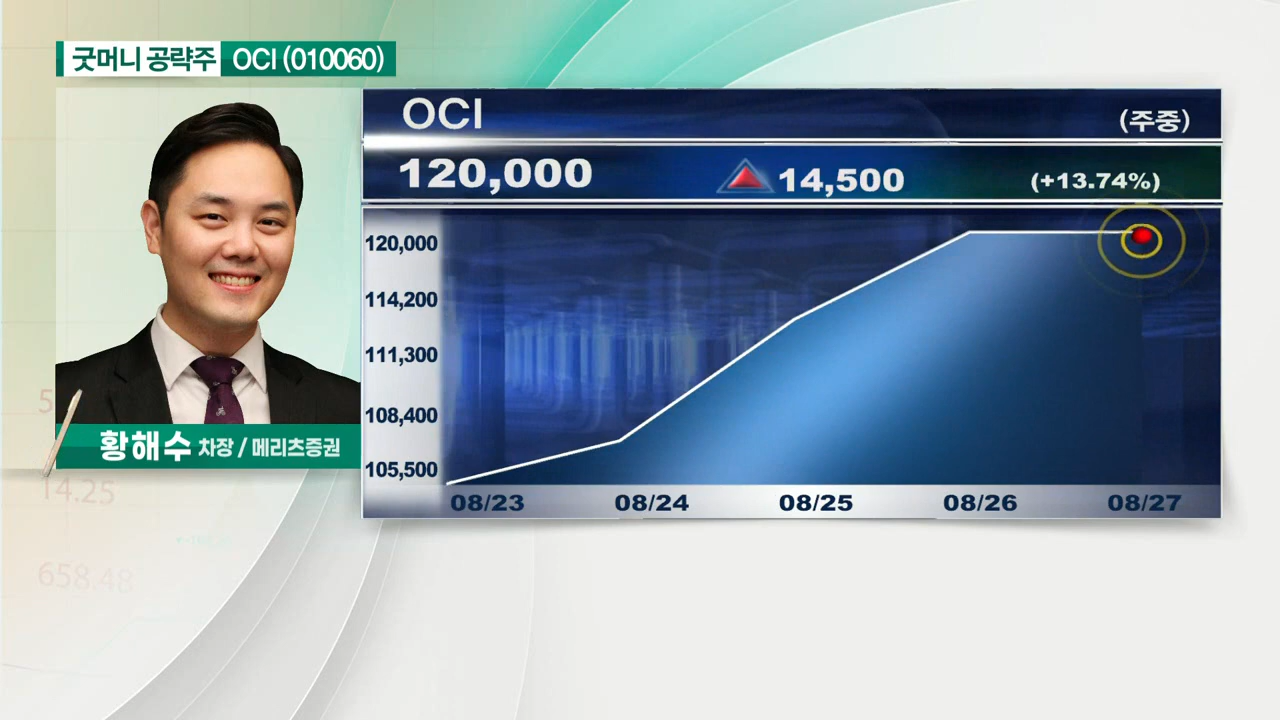 굿머니 공략주 OCI (010060)
OCI (주중)
120,000 14,500 (+13.74%)
120,000
114,200
111,300
108,400
105,500
08/23 08/24 08/25 08/26 08/27
황해수 차장 / 메리츠증권
14.25
658.48